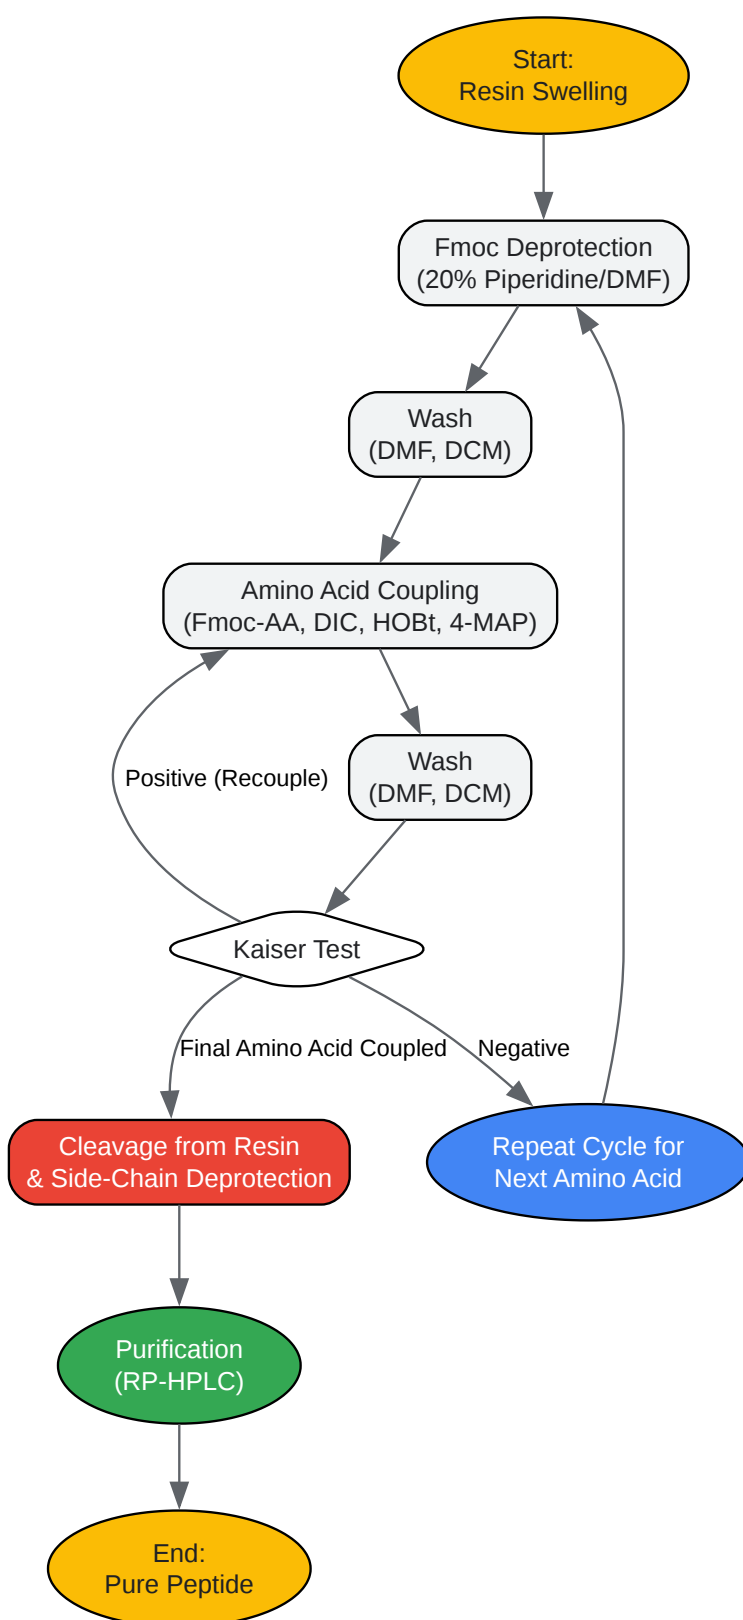 Start:
Resin Swelling
Fmoc Deprotection
(20% Piperidine/DMF)
Wash
(DMF, DCM)
Amino Acid Coupling
(Fmoc-AA, DIC, HOBt, 4-MAP)
Wash
(DMF, DCM)
Positive (Recouple)
Kaiser Test
Final Amino Acid Coupled
Negative
Cleavage from Resin
& Side-Chain Deprotection
Repeat Cycle for
Next Amino Acid
Purification
(RP-HPLC)
End:
Pure Peptide